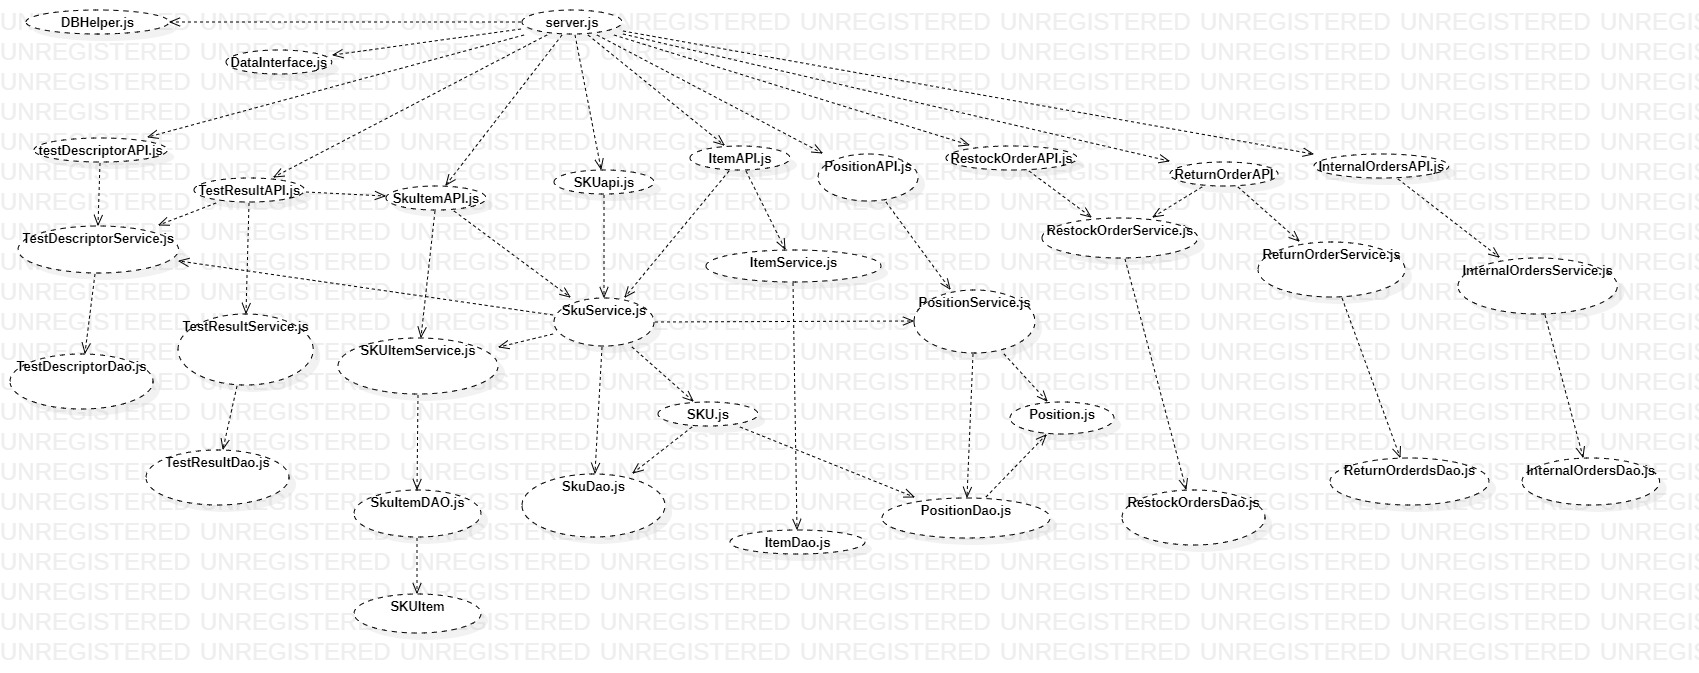 DBHelper.js
server.js
DataInterface.js
testDescriptorAPI.js
ItemAPI.js
RestockOrderAPI.js
PositionAPI.js
InternalOrdersAPI.js
ReturnOrderAPI
SKUapi.js
TestResultAPI.js
SkuItemAPI.js
RestockOrderService.js
TestDescriptorService.js
ReturnOrderService.js
ItemService.js
InternalOrdersService.js
PositionService.js
SkuService.js
TestResultService.js
SKUItemService.js
TestDescriptorDao.js
SKU.js
Position.js
TestResultDao.js
ReturnOrderdsDao.js
InternalOrdersDao.js
SkuDao.js
SkuItemDAO.js
RestockOrdersDao.js
PositionDao.js
ItemDao.js
SKUItem
UNREGISTERED UNREGISTERED UNREGISTERED UNREGISTERED UNREGISTERED UNREGISTERED UNREGISTERED UNREGISTERED